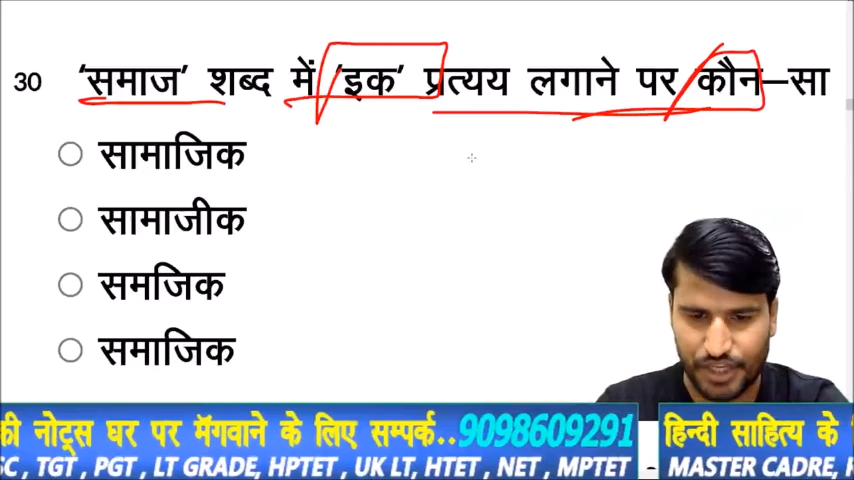 30 'समाज' शब्द में 'इक' प्रत्यय लगाने पर कौन–सा
सामाजिक
सामाजीक
समजिक
समाजिक
की नोट्स घर पर मॅगवाने के लिए सम्पर्क..9098609291 हिन्दी साहित्य के
SC , TGT , PGT , LT GRADE, HPTET , UK LT, HTET , NET , MPTET - MASTER CADRE,